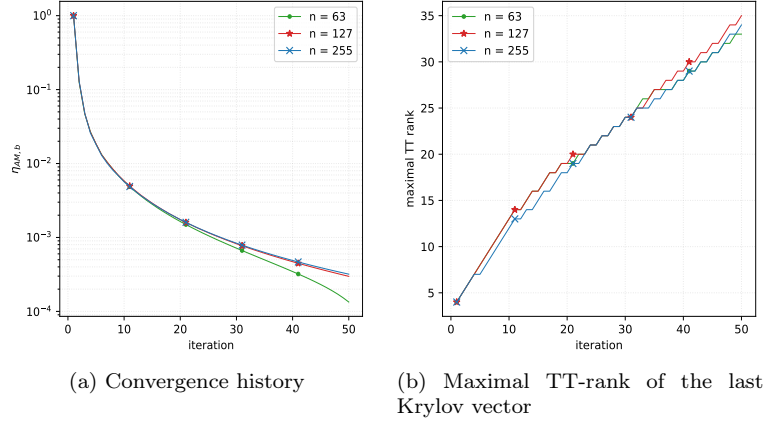 10^0
10^{-1}
10^{-2}
10^{-3}
10^{-4}
η_{AM,b}
0 10 20 30 40 50
iteration
n = 63
n = 127
n = 255
(a) Convergence history
35
30
25
20
15
10
5
maximal TT rank
0 10 20 30 40 50
iteration
n = 63
n = 127
n = 255
(b) Maximal TT-rank of the last
Krylov vector